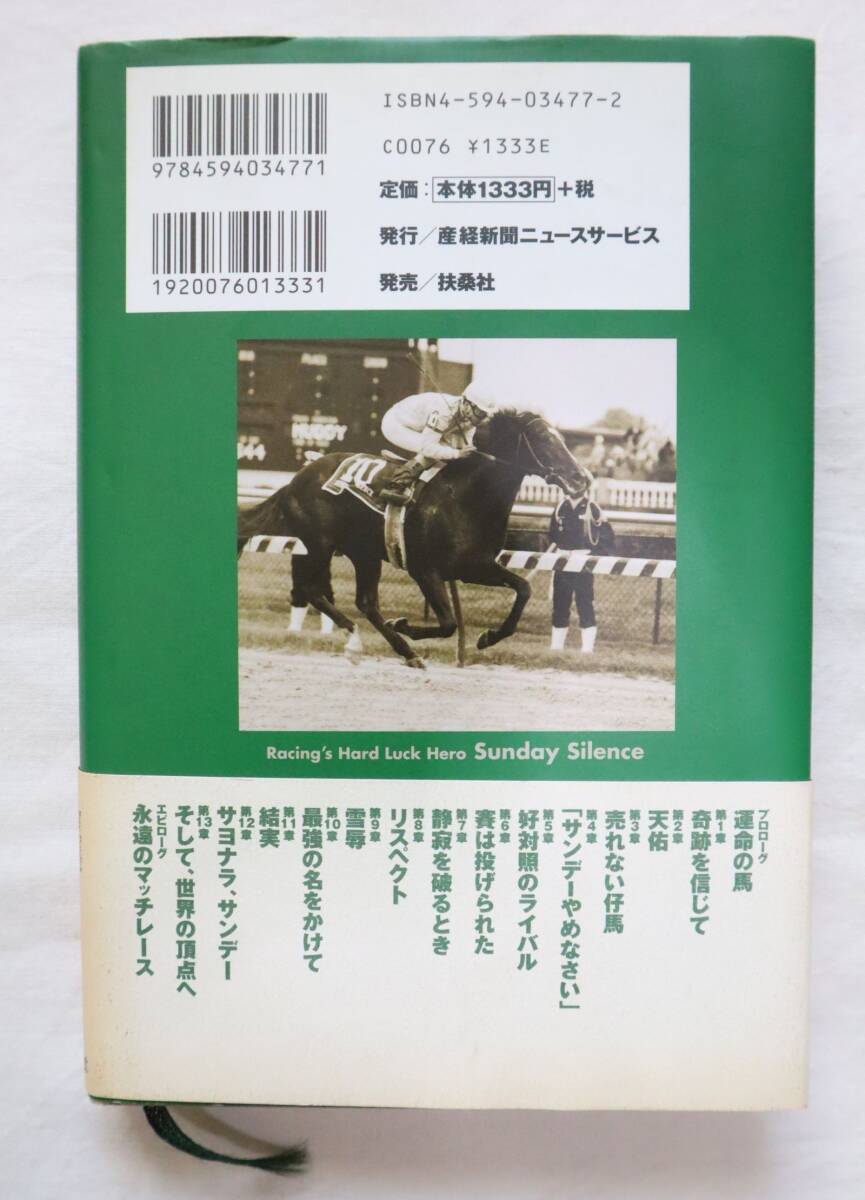 ISBN4-594-03477-2
9784594034771
C0076 ¥1333E
定価：本体1333円+税
発行／産経新聞ニュースサービス
1920076013331
発売／扶桑社
MUDDY
544
10
Racing's Hard Luck Hero Sunday Silence
プロローグ
運命の馬
第1章
奇跡を信じて
第2章
天佑
第3章
売れない仔馬
第4章
「サンデーやめなさい」
第5章
好対照のライバル
第6章
賽は投げられた
第7章
静寂を破るとき
第8章
リスペクト
第9章
雪辱
第10章
最強の名をかけて
第11章
結実
第12章
サヨナラ、サンデー
第13章
そして、世界の頂点へ
エピローグ
永遠のマッチレース